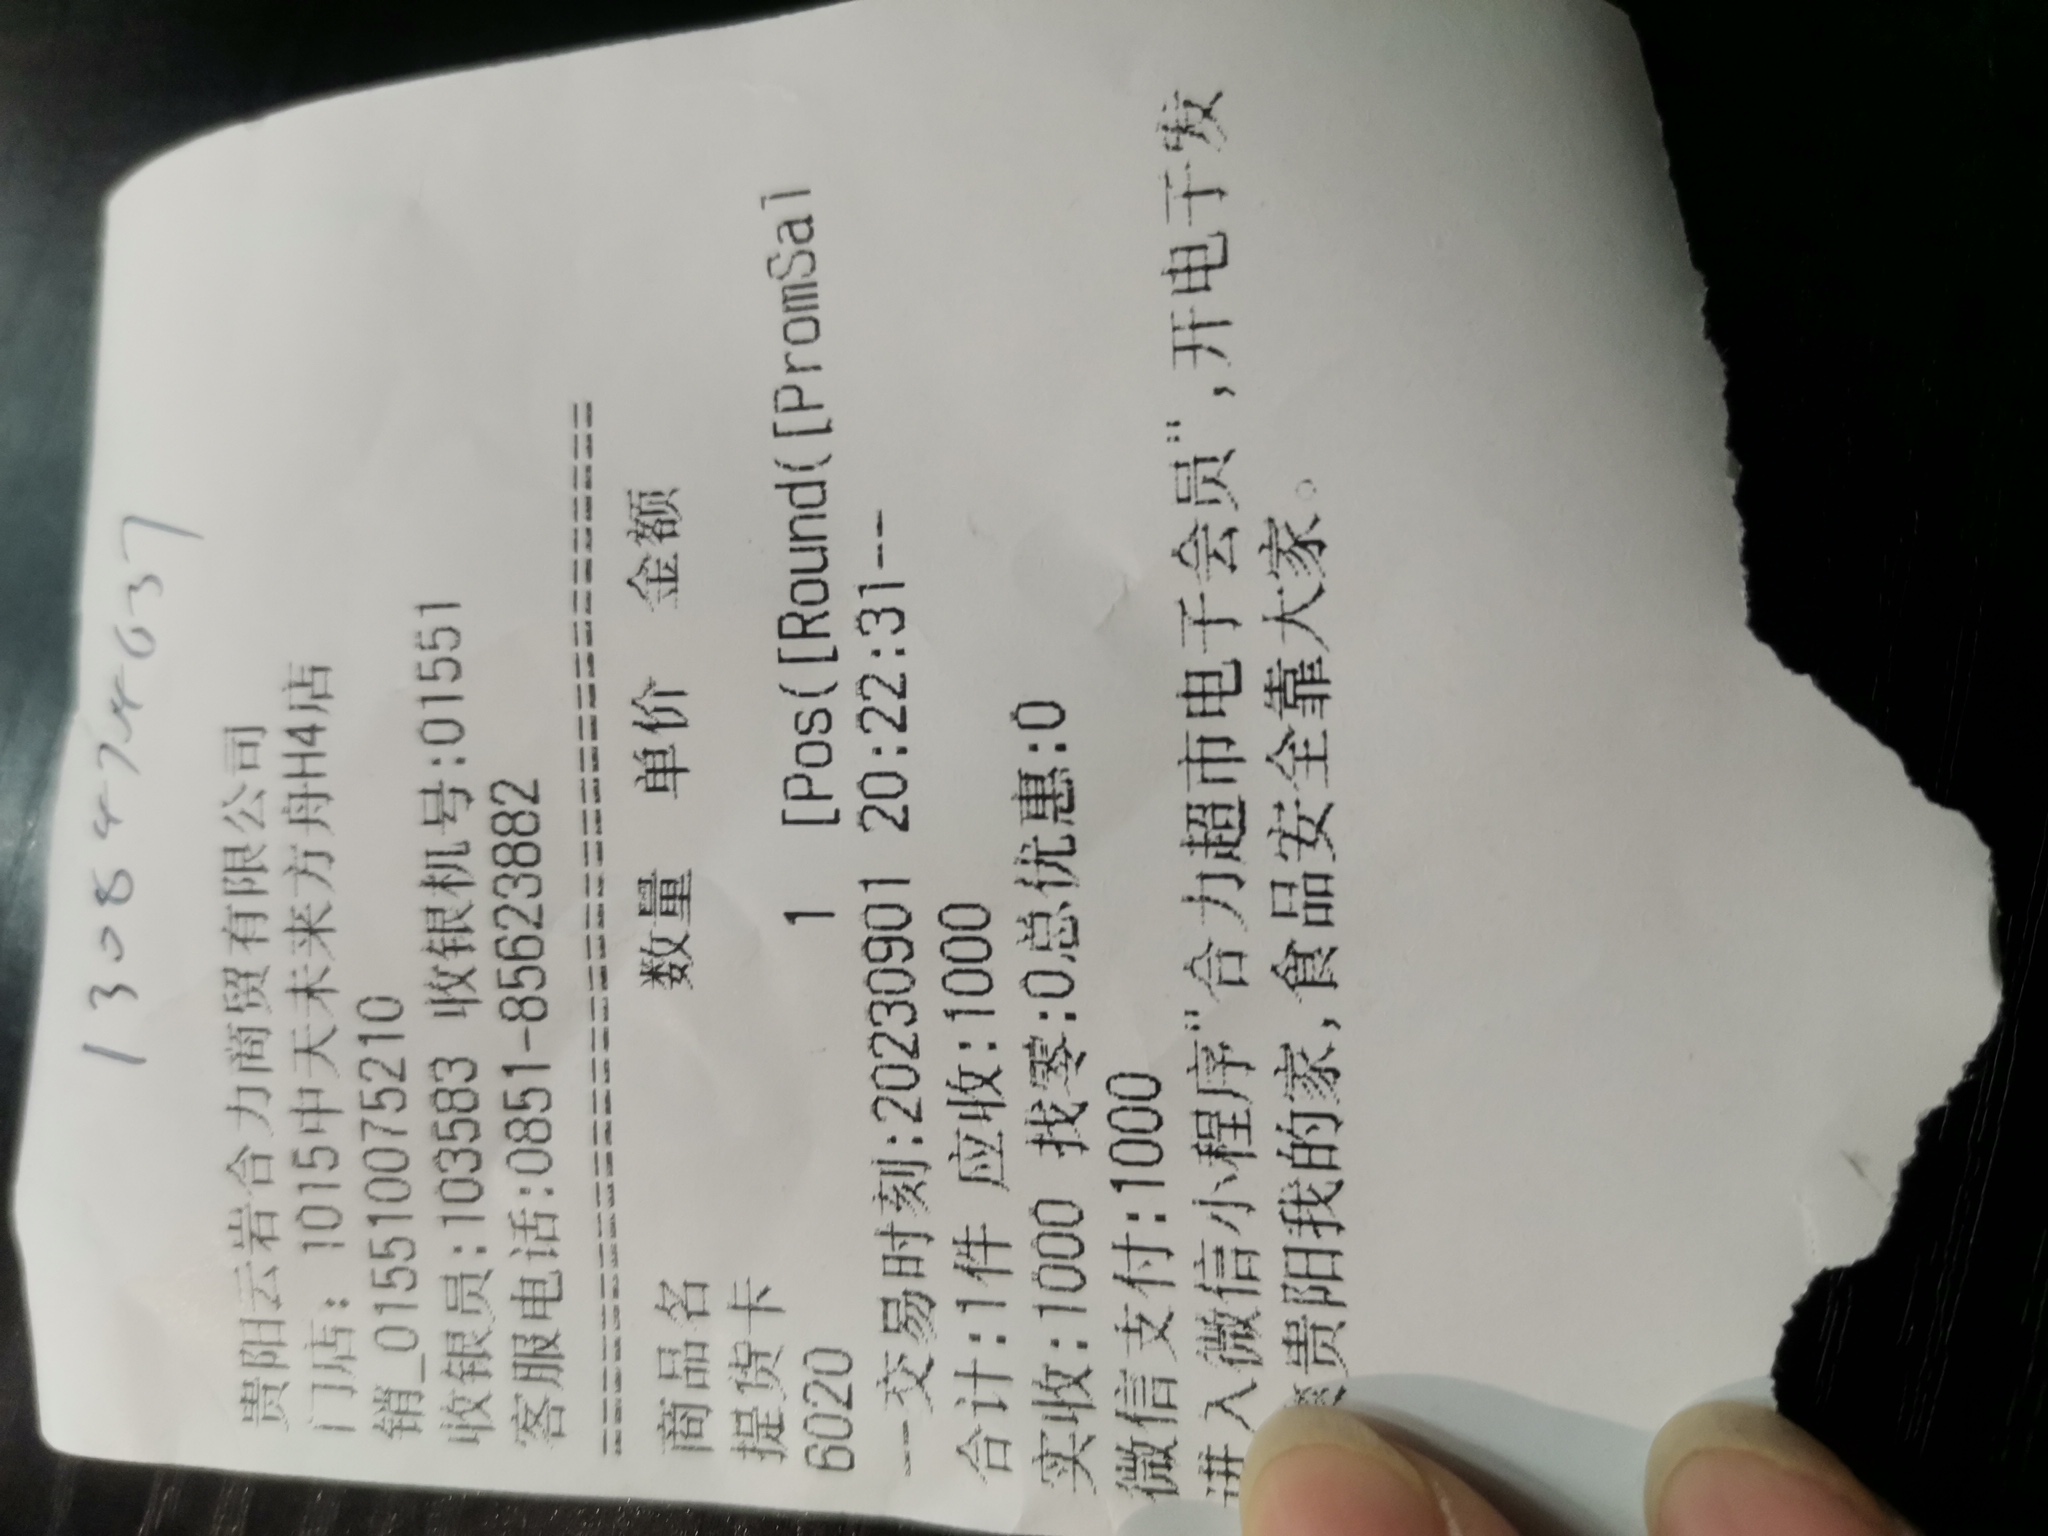 贵阳云岩合力商贸有限公司
门店: 1015中天未来方舟H4店
销_015510075210
收银员:103583 收银机号:01551
客服电话:0851-85623882
========================================
商品名 数量 单价 金额
提货卡
6020 1 [Pos([Round([PromSal
--交易时刻:20230901 20:22:31--
合计:1件 应收:1000
实收:1000 找零:0总优惠:0
微信支付:1000
进入微信小程序"合力超市电子会员",开电子发
贵阳我的家,食品安全靠大家。